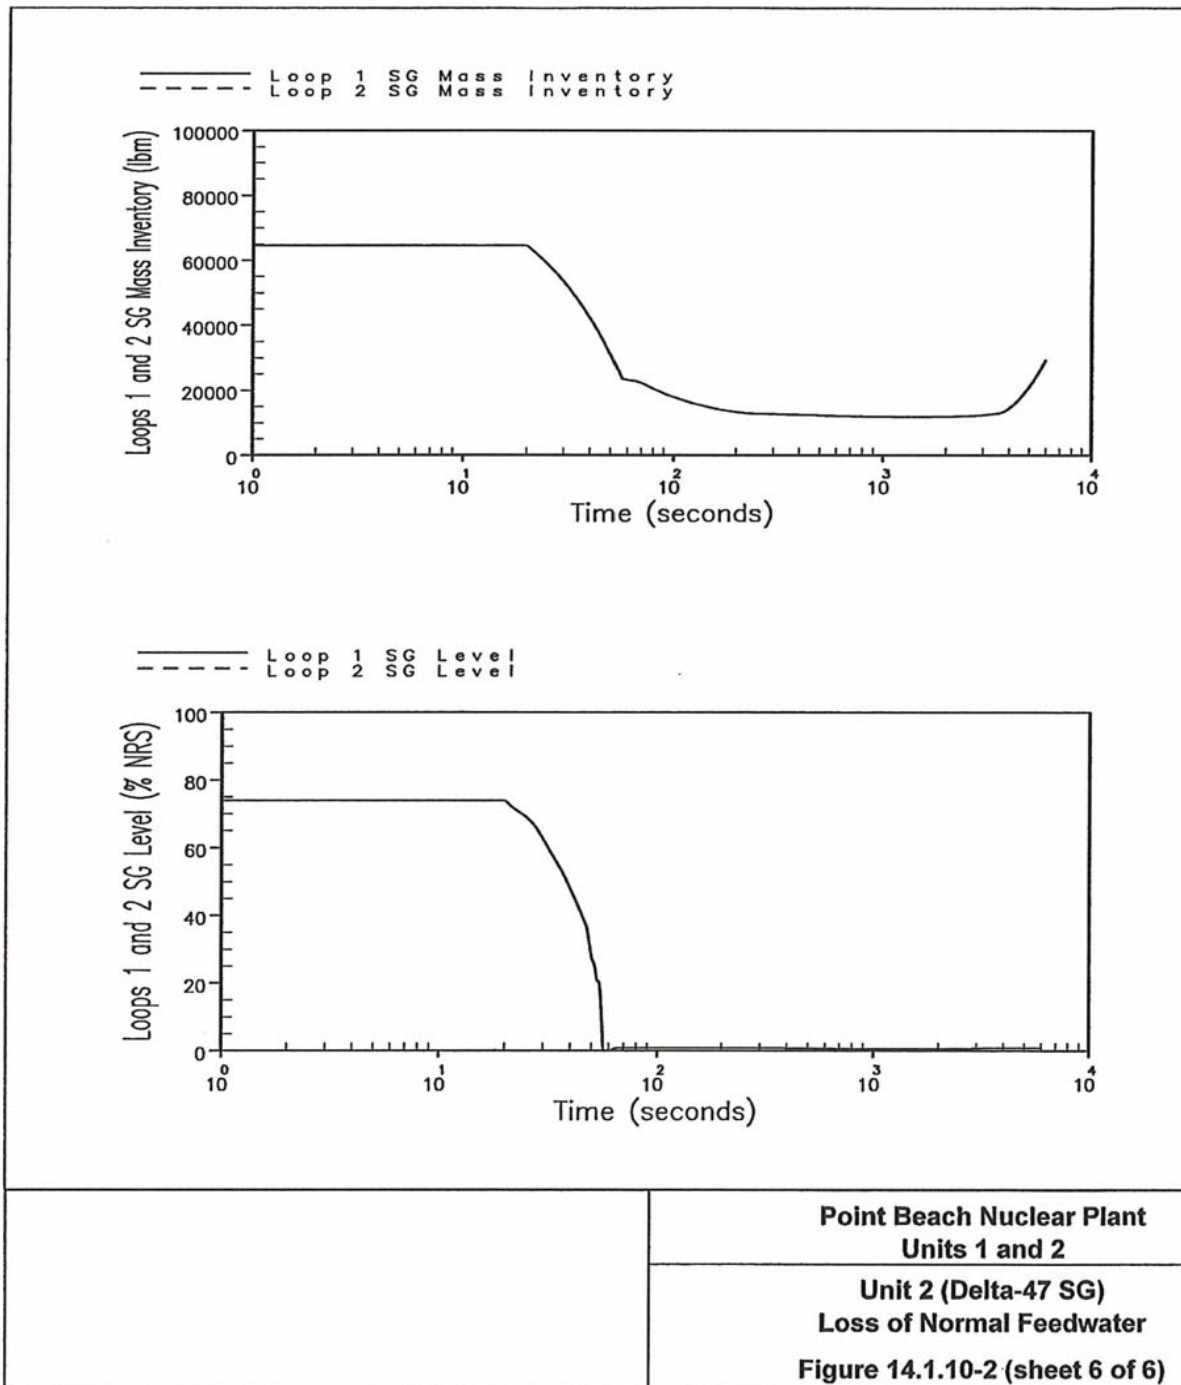 Loop 1 SG Mass Inventory
Loop 2 SG Mass Inventory
Loops 1 and 2 SG Mass Inventory (lbm)
100000
80000
60000
40000
20000
0
10^0 10^1 10^2 10^3 10^4
Time (seconds)
Loop 1 SG Level
Loop 2 SG Level
Loops 1 and 2 SG Level (% NRS)
100
80
60
40
20
0
10^0 10^1 10^2 10^3 10^4
Time (seconds)
Point Beach Nuclear Plant
Units 1 and 2
Unit 2 (Delta-47 SG)
Loss of Normal Feedwater
Figure 14.1.10-2 (sheet 6 of 6)